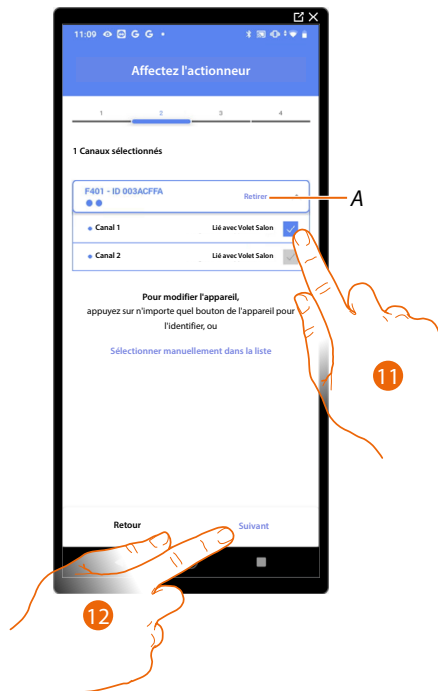 11:09 G G
Affectez l'actionneur
1 2 3 4
1 Canaux sélectionnés
F401 - ID 003ACFFA
Retirer
A
Canal 1 Lié avec Volet Salon
Canal 2 Lié avec Volet Salon
Pour modifier l'appareil,
appuyez sur n'importe quel bouton de l'appareil pour
l'identifier, ou
Sélectionner manuellement dans la liste
11
Retour Suivant
12